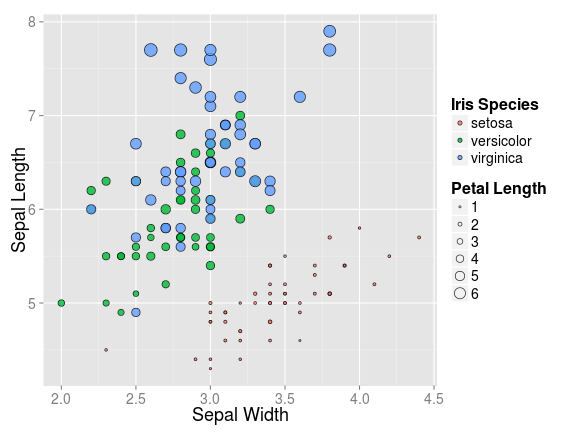 8
7
6
5
Sepal Length
2.0 2.5 3.0 3.5 4.0 4.5
Sepal Width
Iris Species
setosa
versicolor
virginica
Petal Length
1
2
3
4
5
6